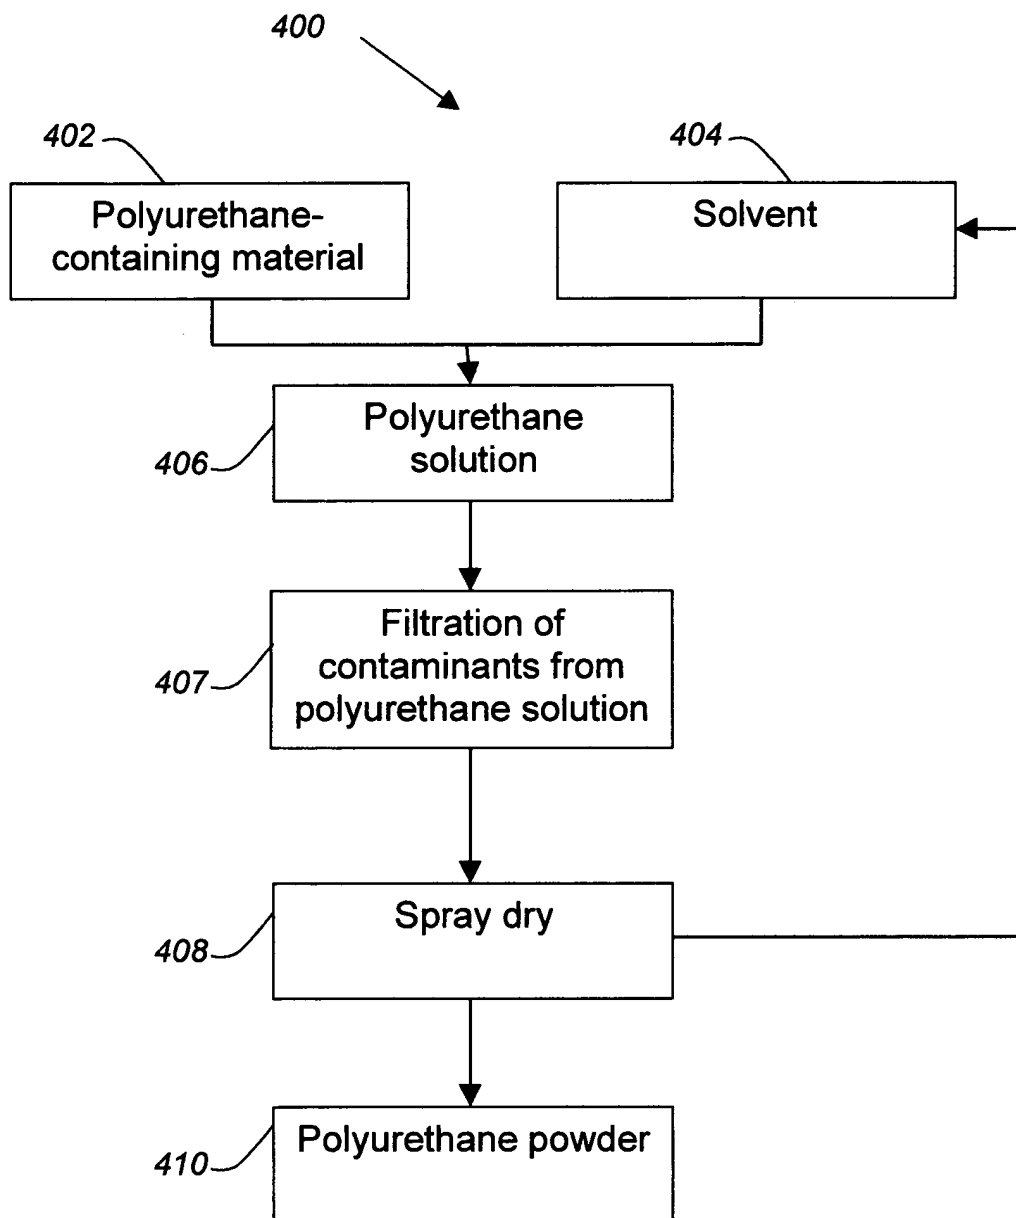 400
402
404
Polyurethane-
containing material
Solvent
Polyurethane
solution
406
Filtration of
contaminants from
polyurethane solution
407
Spray dry
408
Polyurethane powder
410